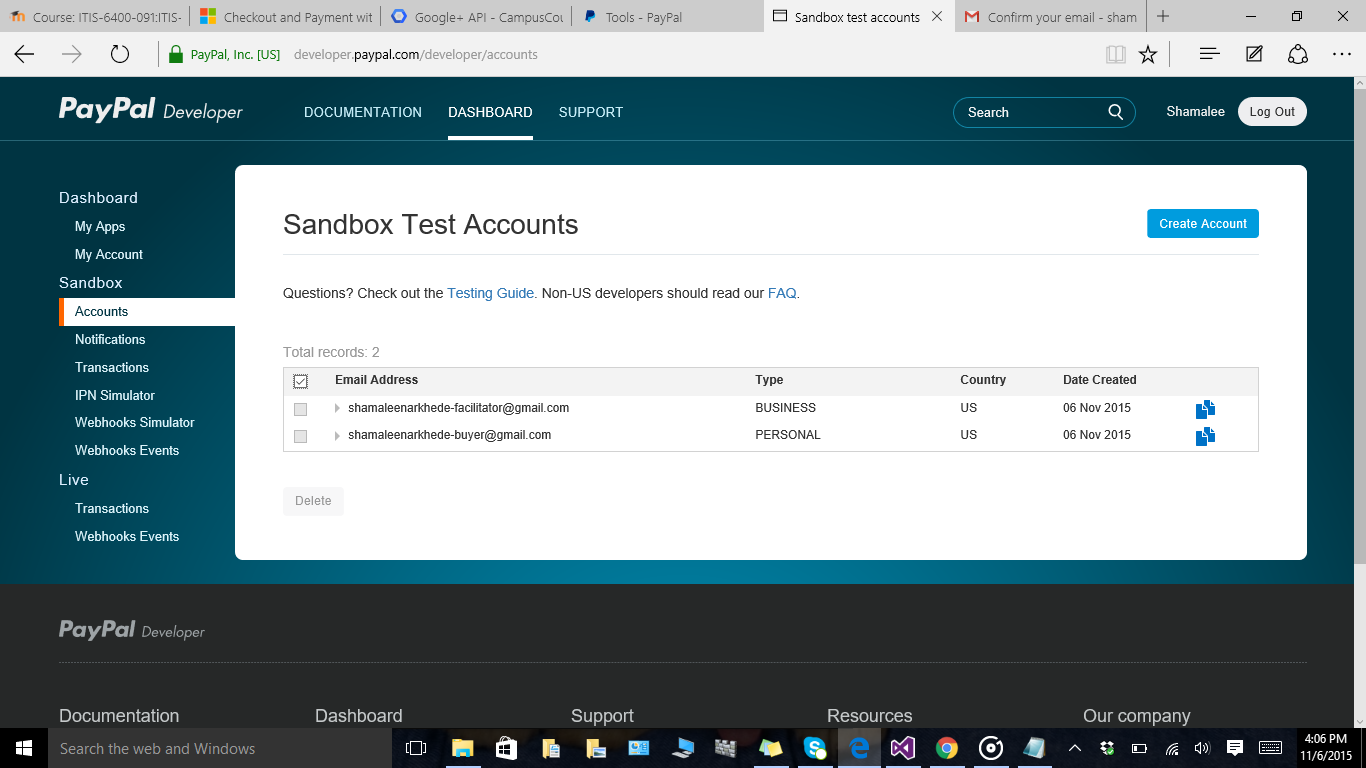 Course: ITIS-6400-091:ITIS-
Checkout and Payment wit
Google+ API - CampusCou
Tools - PayPal
Sandbox test accounts
Confirm your email - sham
PayPal, Inc. [US] developer.paypal.com/developer/accounts
PayPal Developer
DOCUMENTATION
DASHBOARD
SUPPORT
Search
Shamalee
Log Out
Dashboard
My Apps
My Account
Sandbox
Accounts
Notifications
Transactions
IPN Simulator
Webhooks Simulator
Webhooks Events
Live
Transactions
Webhooks Events
Sandbox Test Accounts
Create Account
Questions? Check out the Testing Guide. Non-US developers should read our FAQ.
Total records: 2
Email Address Type Country Date Created
shamaleenarkhede-facilitator@gmail.com BUSINESS US 06 Nov 2015
shamaleenarkhede-buyer@gmail.com PERSONAL US 06 Nov 2015
Delete
PayPal Developer
Documentation
Dashboard
Support
Resources
Our company
Search the web and Windows
4:06 PM
11/6/2015